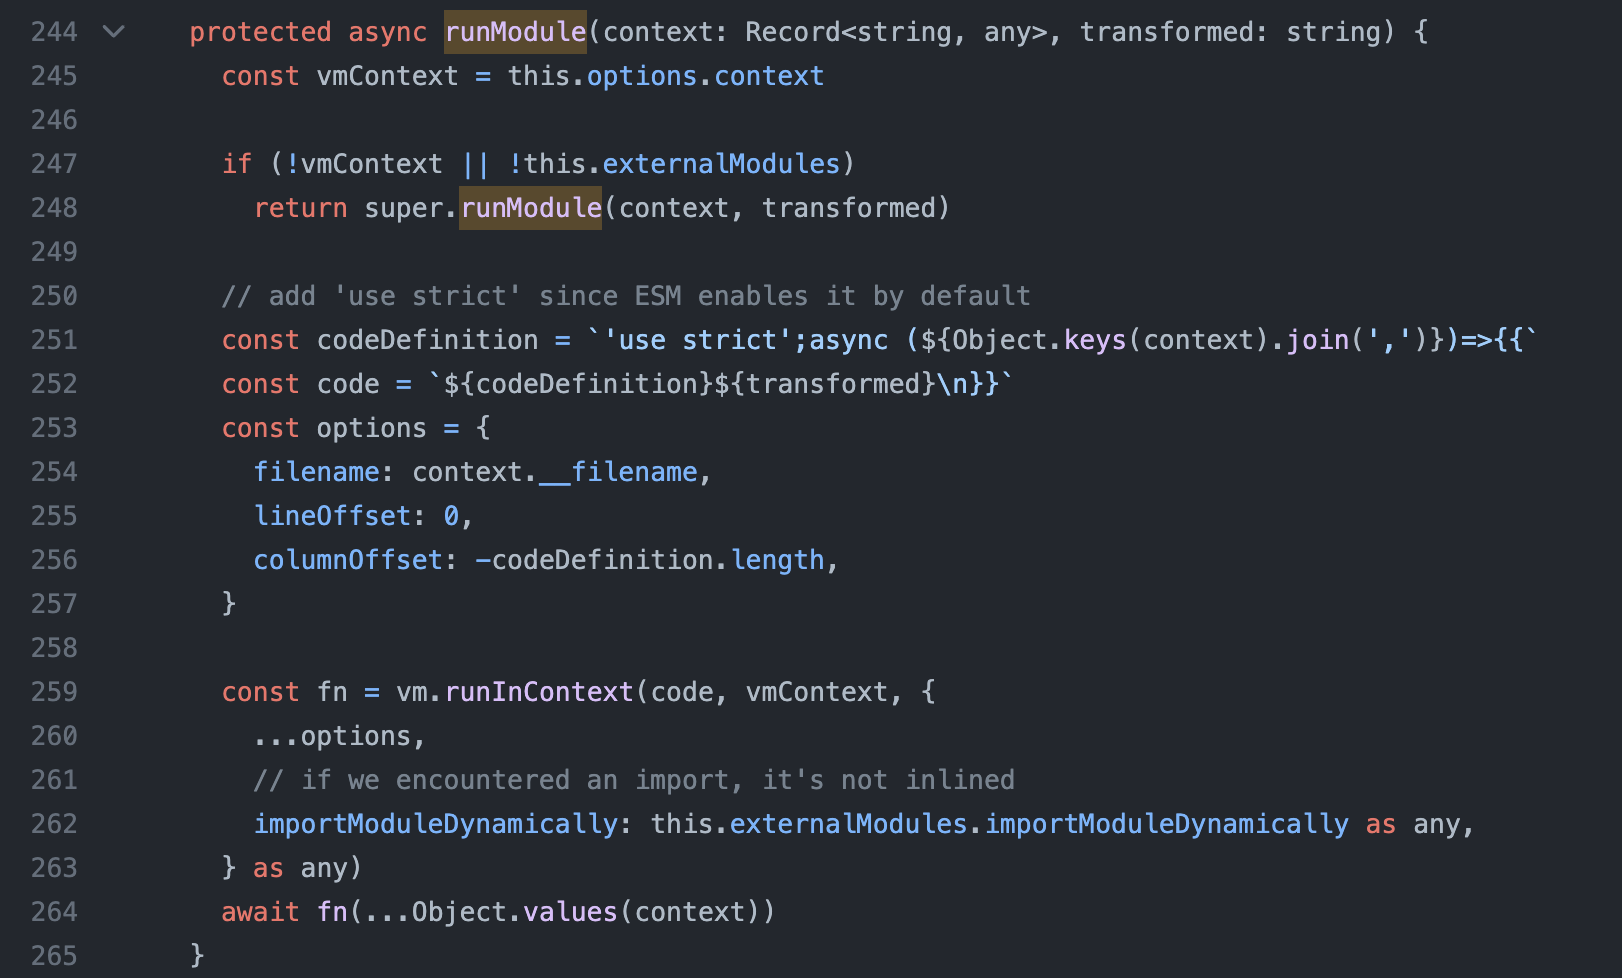 244 protected async runModule(context: Record<string, any>, transformed: string) {
245 const vmContext = this.options.context
246
247 if (!vmContext || !this.externalModules)
248 return super.runModule(context, transformed)
249
250 // add 'use strict' since ESM enables it by default
251 const codeDefinition = `'use strict';async (${Object.keys(context).join(',')})=>{{`
252 const code = `${codeDefinition}${transformed}\n}}`
253 const options = {
254 filename: context.__filename,
255 lineOffset: 0,
256 columnOffset: -codeDefinition.length,
257 }
258
259 const fn = vm.runInContext(code, vmContext, {
260 ...options,
261 // if we encountered an import, it's not inlined
262 importModuleDynamically: this.externalModules.importModuleDynamically as any,
263 } as any)
264 await fn(...Object.values(context))
265 }